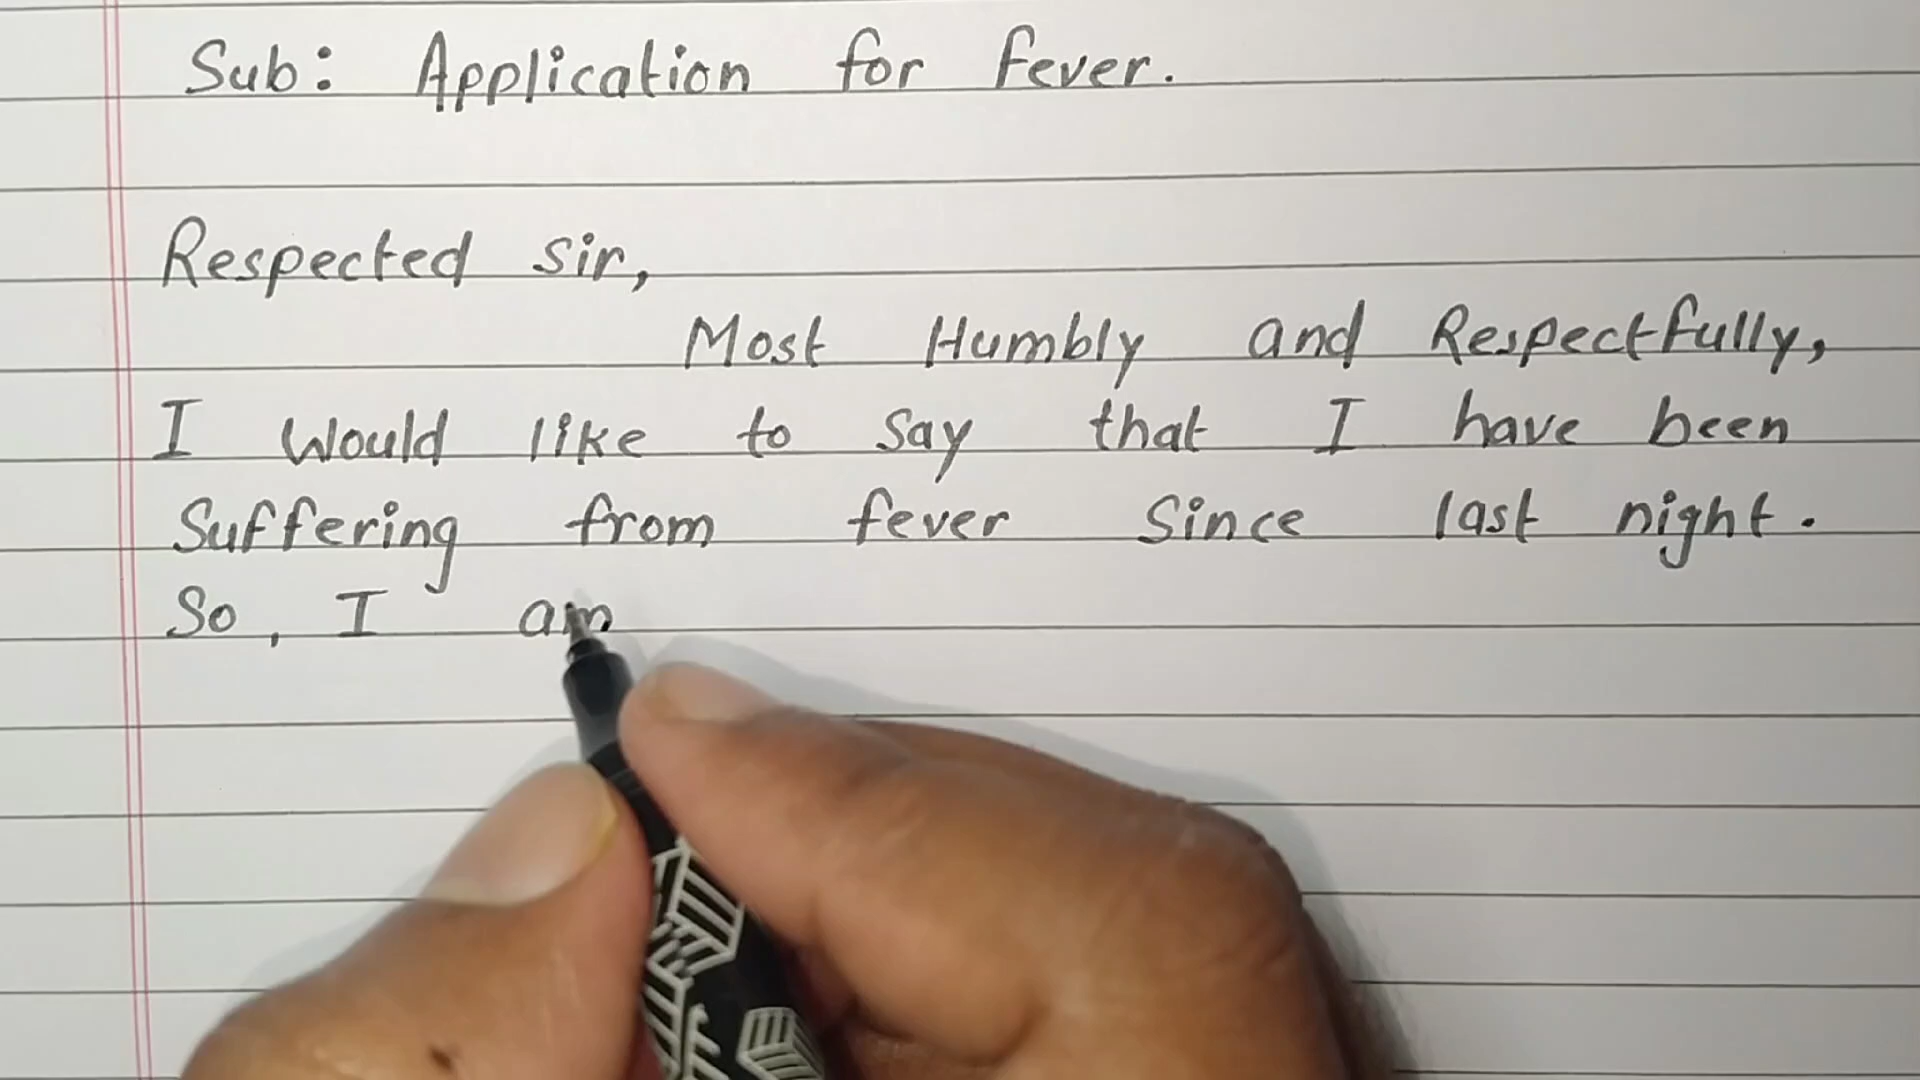 Sub: Application for Fever.
Respected Sir,
Most Humbly and Respectfully,
I Would like to Say that I have been
Suffering from fever Since last night.
So, I am